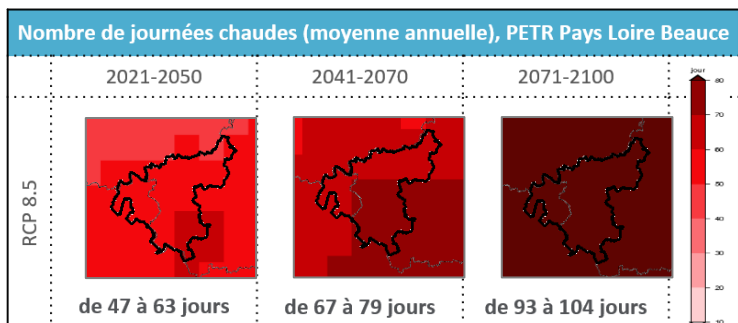 Nombre de journées chaudes (moyenne annuelle), PETR Pays Loire Beauce
2021-2050
2041-2070
2071-2100
RCP 8.5
jour
80
70
60
50
40
30
20
10
de 47 à 63 jours
de 67 à 79 jours
de 93 à 104 jours